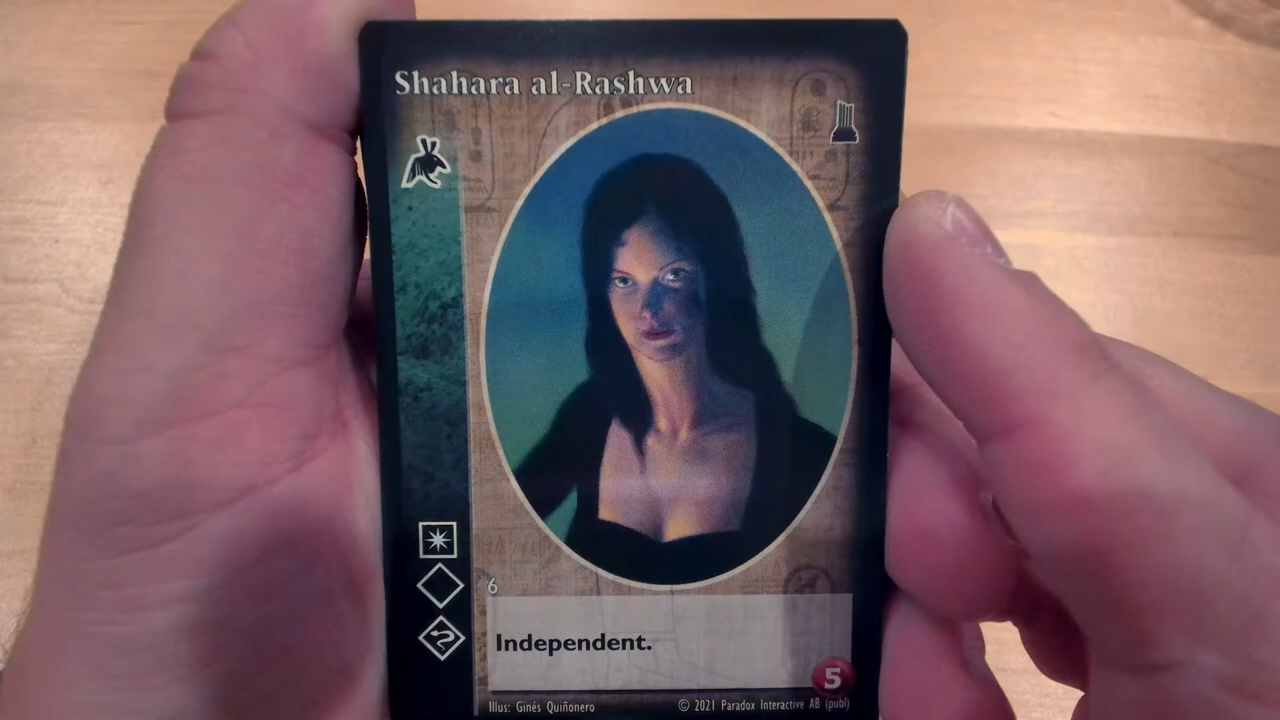 Shahara al-Rashwa
6
Independent.
5
Illus: Ginés Quiñonero
© 2021 Paradox Interactive AB (publ)